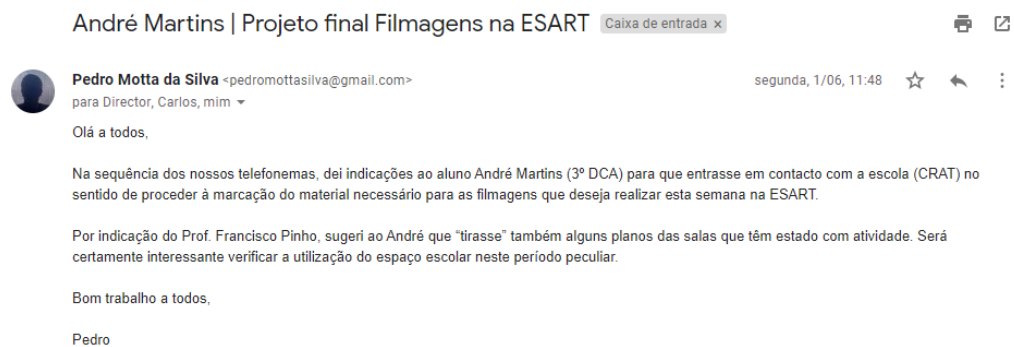 André Martins | Projeto final Filmagens na ESART Caixa de entrada x
Pedro Motta da Silva <pedromottasilva@gmail.com> segunda, 1/06, 11:48
para Director, Carlos, mim
Olá a todos,
Na sequência dos nossos telefonemas, dei indicações ao aluno André Martins (3º DCA) para que entrasse em contacto com a escola (CRAT) no
sentido de proceder à marcação do material necessário para as filmagens que deseja realizar esta semana na ESART.
Por indicação do Prof. Francisco Pinho, sugeri ao André que “tirasse” também alguns planos das salas que têm estado com atividade. Será
certamente interessante verificar a utilização do espaço escolar neste período peculiar.
Bom trabalho a todos,
Pedro